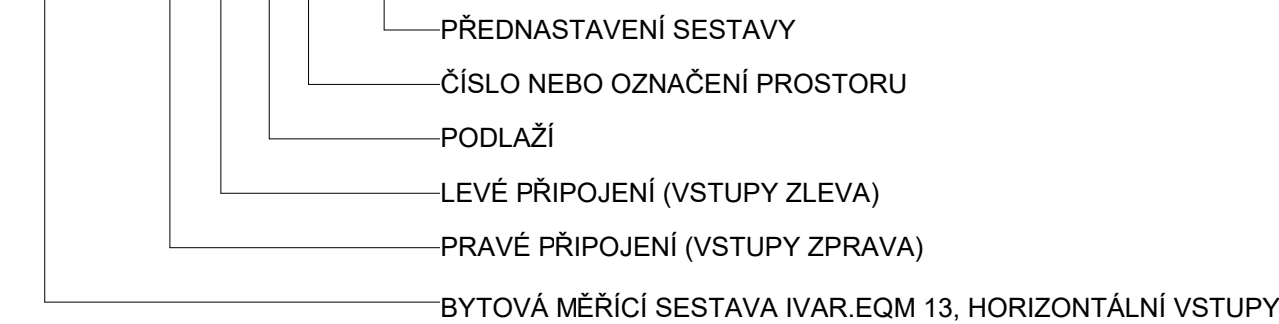 PŘEDNASTAVENÍ SESTAVY
ČÍSLO NEBO OZNAČENÍ PROSTORU
PODLAŽÍ
LEVÉ PŘIPOJENÍ (VSTUPY ZLEVA)
PRAVÉ PŘIPOJENÍ (VSTUPY ZPRAVA)
BYTOVÁ MĚŘÍCÍ SESTAVA IVAR.EQM 13, HORIZONTÁLNÍ VSTUPY